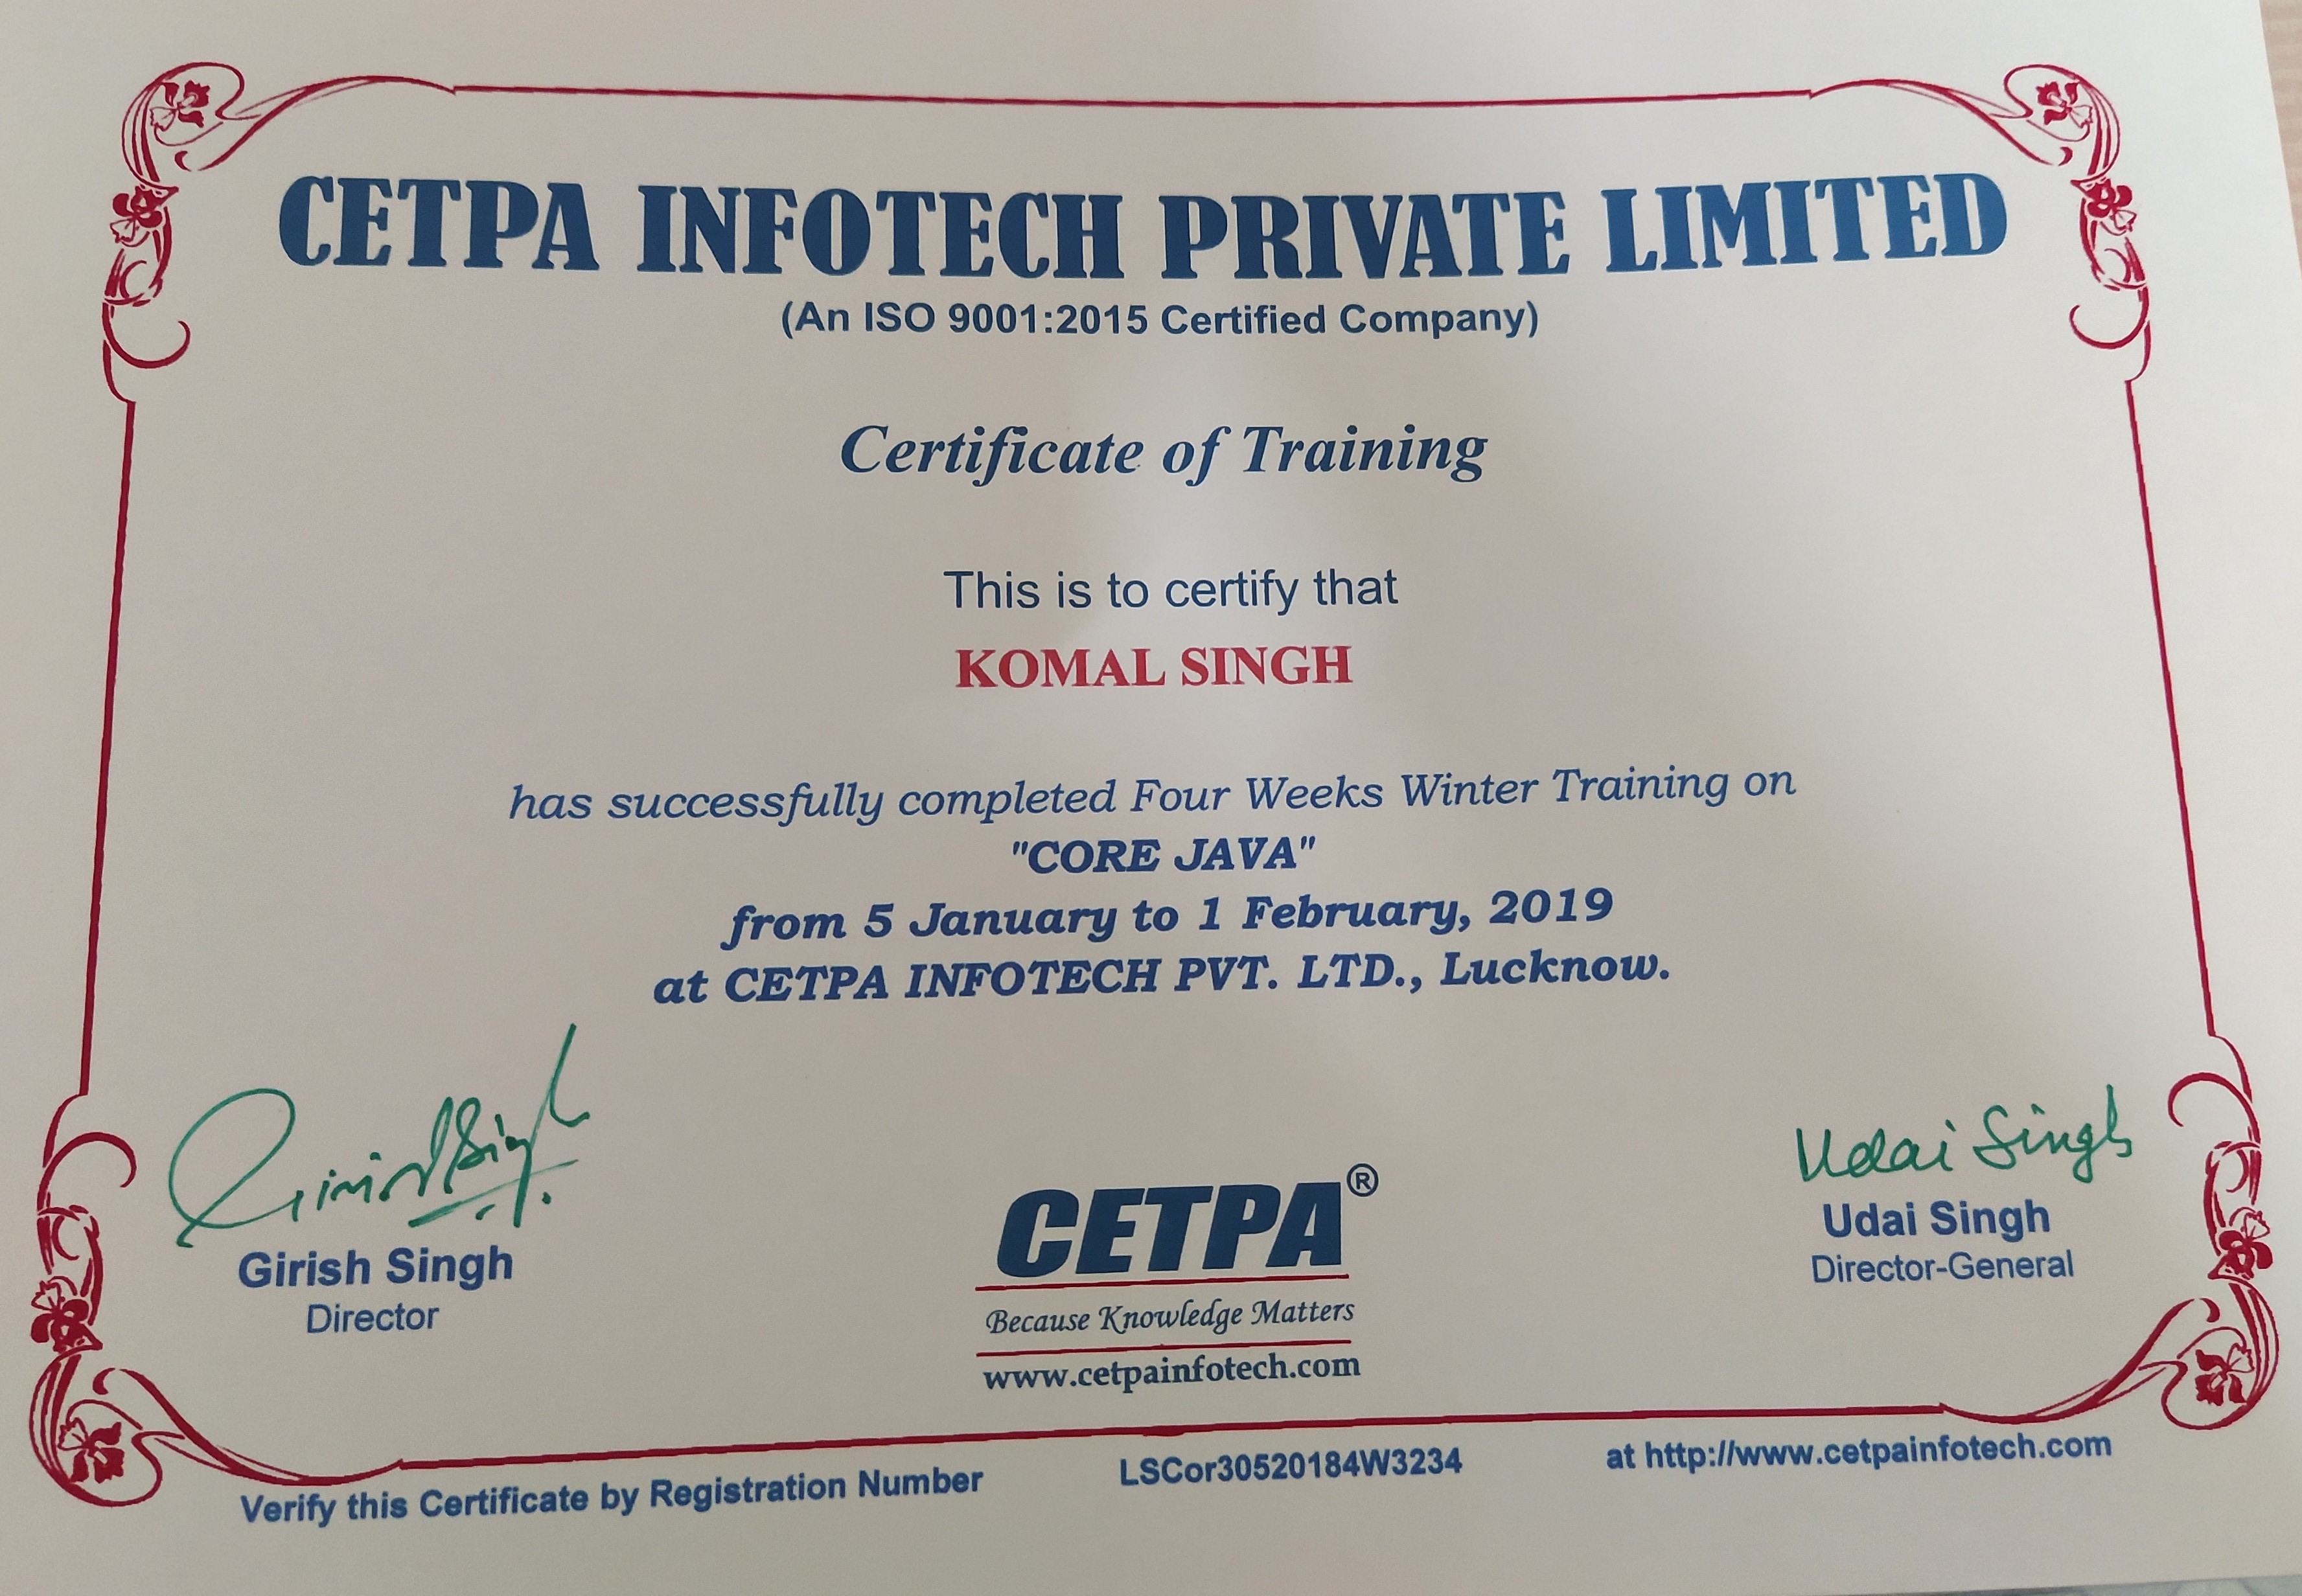 CETPA INFOTECH PRIVATE LIMITED
(An ISO 9001:2015 Certified Company)
Certificate of Training
This is to certify that
KOMAL SINGH
has successfully completed Four Weeks Winter Training on
"CORE JAVA"
from 5 January to 1 February, 2019
at CETPA INFOTECH PVT. LTD., Lucknow.
Girish Singh
Girish Singh
Director
CETPA®
Because Knowledge Matters
www.cetpainfotech.com
Udai Singh
Udai Singh
Director-General
Verify this Certificate by Registration Number LSCor30520184W3234 at http://www.cetpainfotech.com